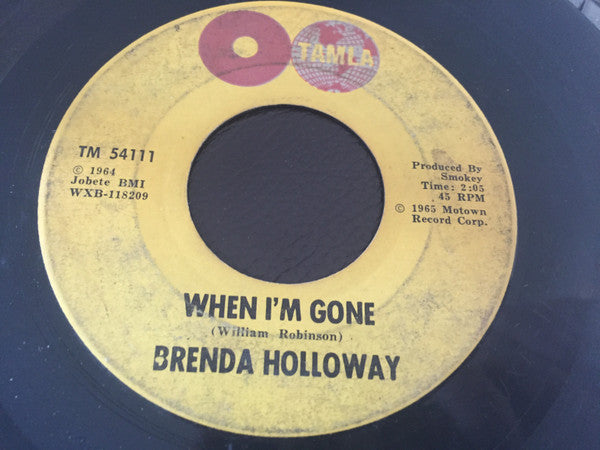 TAMLA
TM 54111
© 1964
Jobete BMI
WXB-118209
Produced By
Smokey
Time: 2:05
45 RPM
© 1965 Motown
Record Corp.
WHEN I'M GONE
(William Robinson)
BRENDA HOLLOWAY